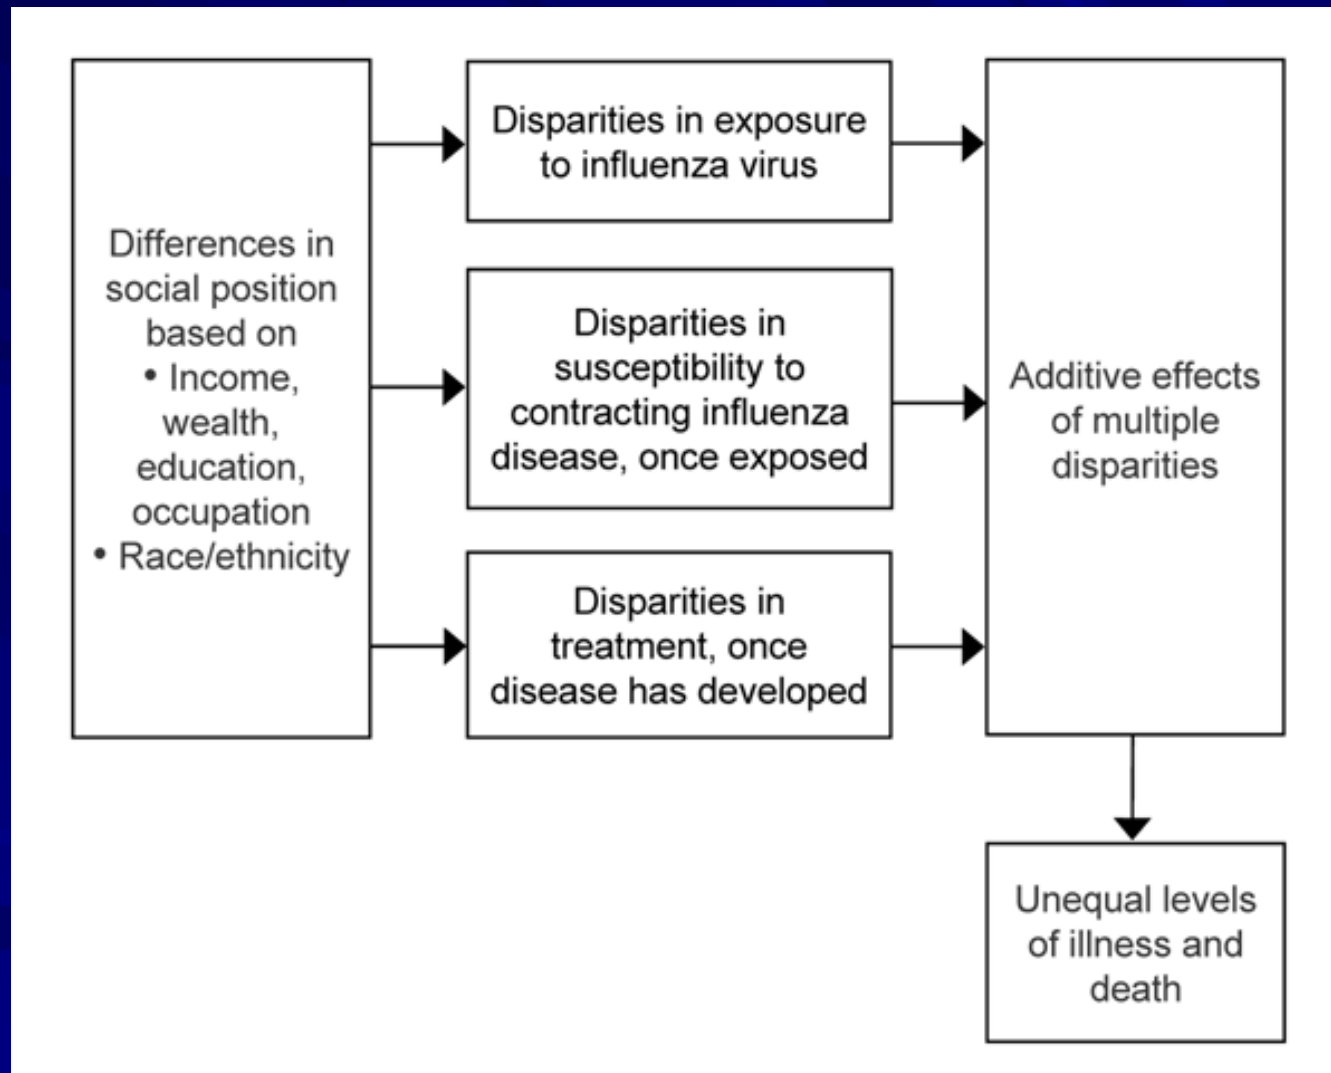 Differences in
social position
based on
• Income,
wealth,
education,
occupation
• Race/ethnicity
Disparities in exposure
to influenza virus
Disparities in
susceptibility to
contracting influenza
disease, once exposed
Disparities in
treatment, once
disease has developed
Additive effects
of multiple
disparities
Unequal levels
of illness and
death